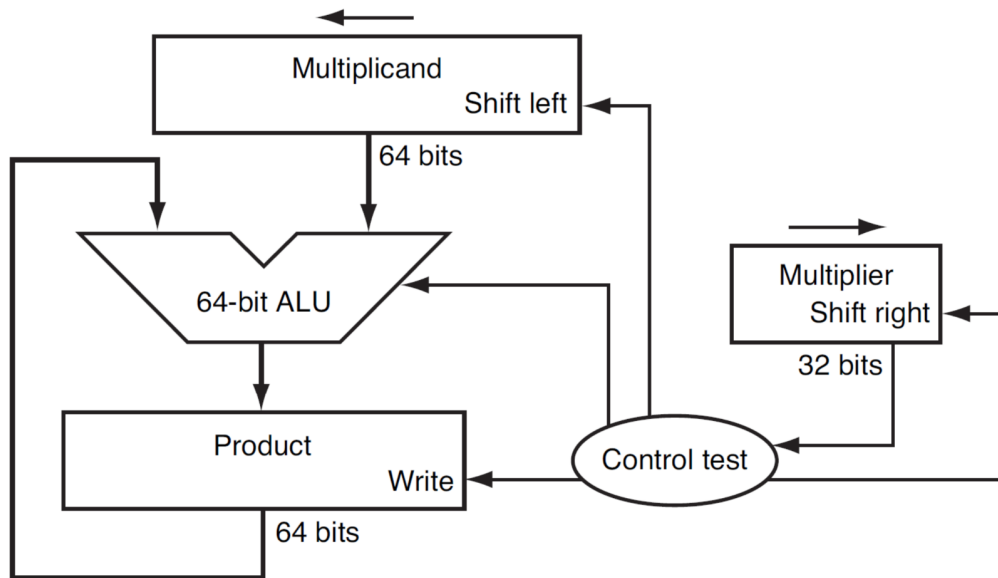 Multiplicand
Shift left
64 bits
64-bit ALU
Multiplier
Shift right
32 bits
Product
Write
Control test
64 bits